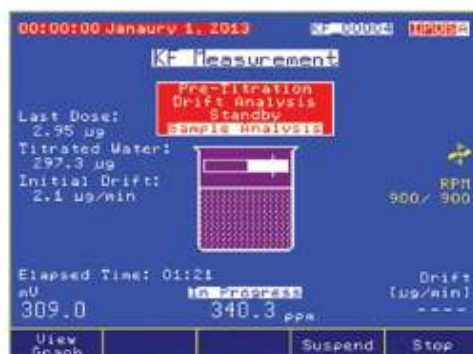 00:00:00 Janaury 1, 2013 KF 00004
KF Measurement
Pre-Titration
Drift Analysis
Standby
Sample Analysis
Last Dose:
2.95 µg
Titrated Water:
297.3 µg
Initial Drift:
2.1 µg/min
RPM
900/ 900
Elapsed Time: 01:21
mV
309.0
In Progress
340.3 ppm
Drift
[µg/min]
----
View
Graph
Suspend
Stop